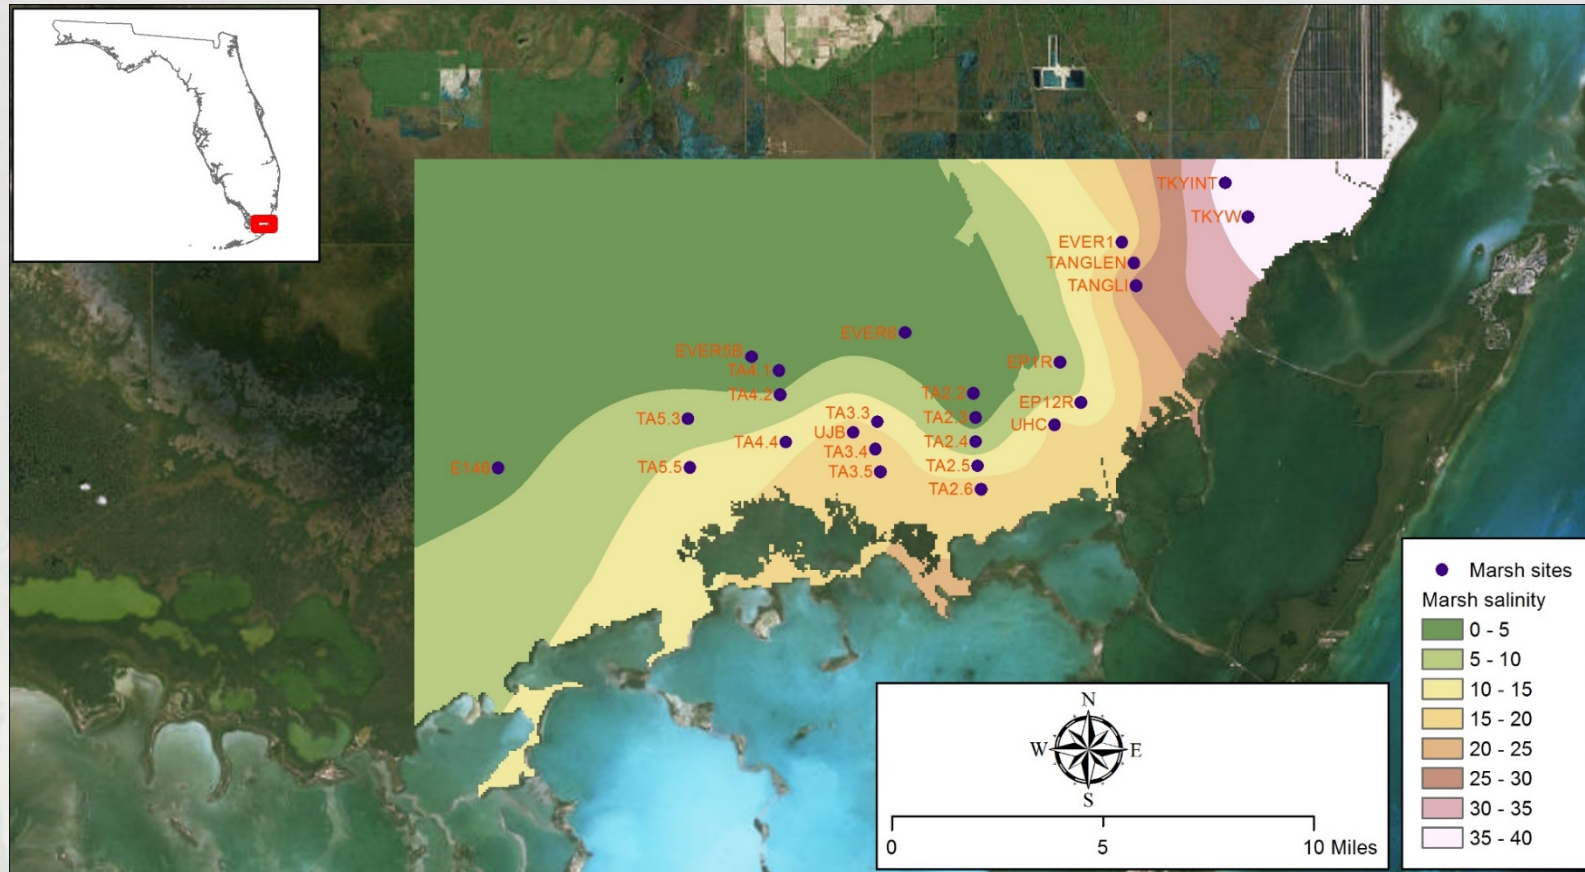 TKYINT
TKYW
EVER1
TANGLEN
TANGLI
EVER6
EVER5B
TA4.1
EP1R
TA4.2
TA2.2
EP12R
TA5.3
TA3.3
TA2.3
UHC
UJB
TA4.4
TA2.4
TA3.4
E146
TA5.5
TA3.5
TA2.5
TA2.6
Marsh sites
Marsh salinity
0 - 5
5 - 10
10 - 15
15 - 20
20 - 25
25 - 30
30 - 35
35 - 40
N
W E
S
0 5 10 Miles